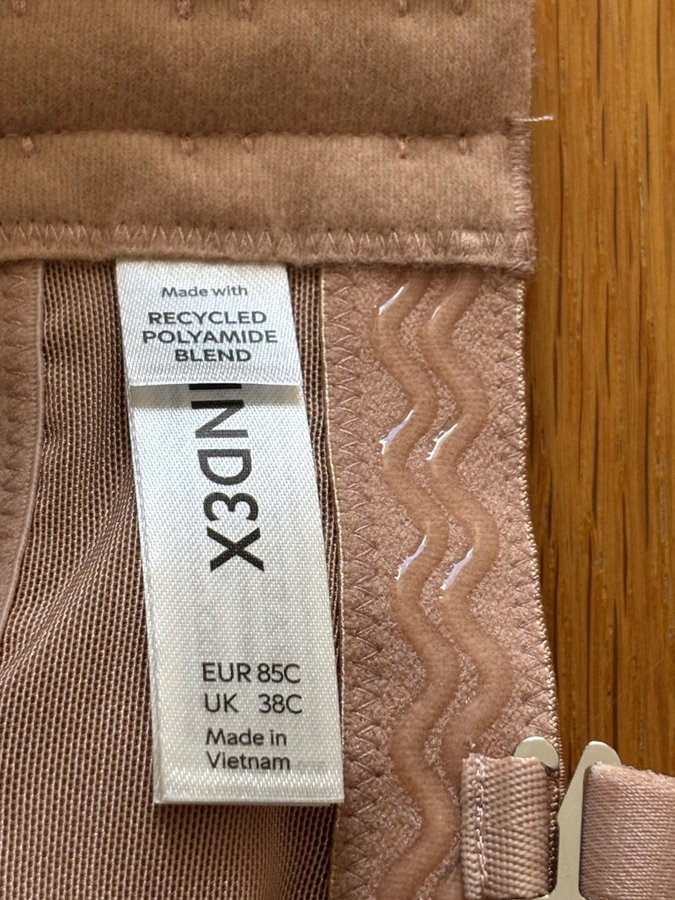 Made with
RECYCLED
POLYAMIDE
BLEND
INDEX
EUR 85C
UK 38C
Made in
Vietnam